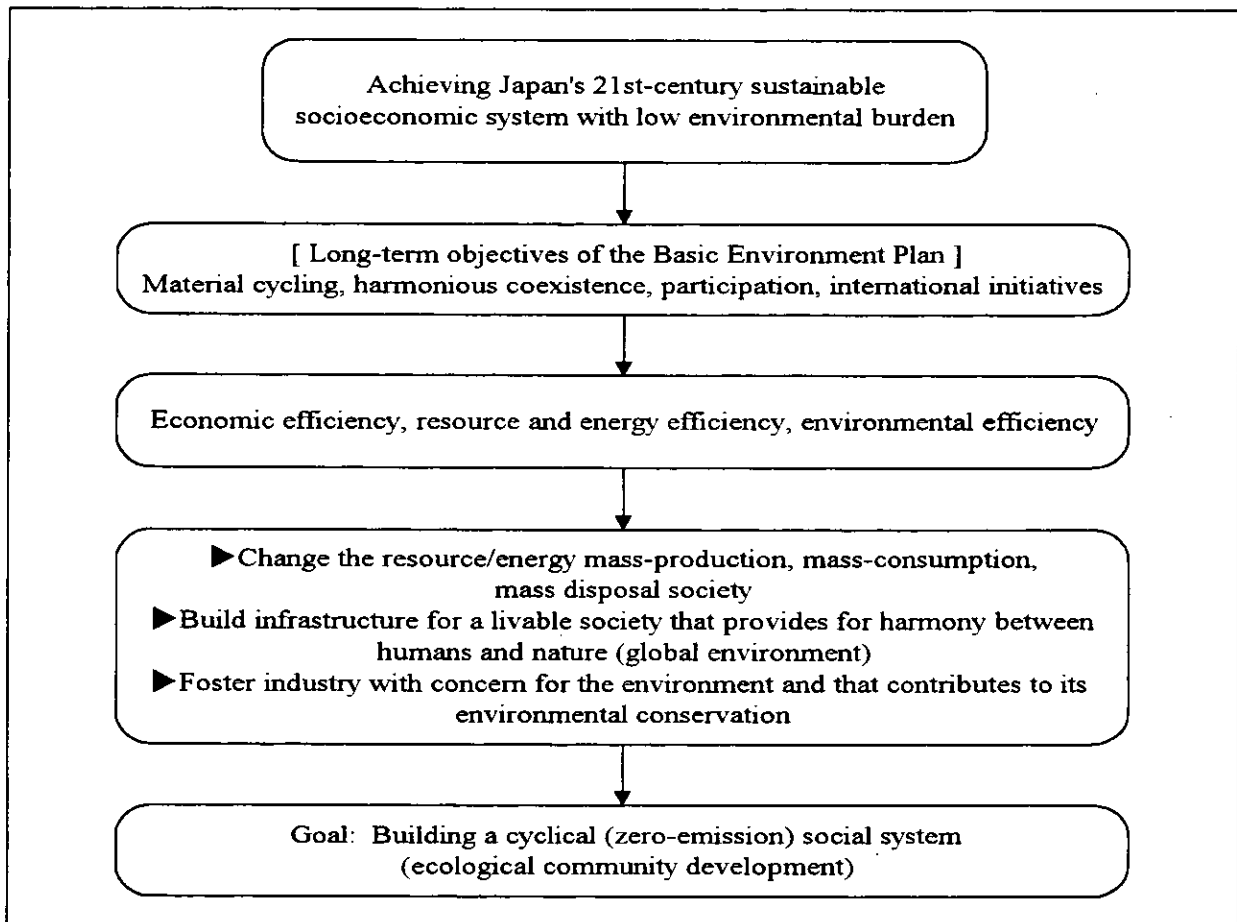 Achieving Japan's 21st-century sustainable
socioeconomic system with low environmental burden
[ Long-term objectives of the Basic Environment Plan ]
Material cycling, harmonious coexistence, participation, international initiatives
Economic efficiency, resource and energy efficiency, environmental efficiency
▶Change the resource/energy mass-production, mass-consumption,
mass disposal society
▶Build infrastructure for a livable society that provides for harmony between
humans and nature (global environment)
▶Foster industry with concern for the environment and that contributes to its
environmental conservation
Goal: Building a cyclical (zero-emission) social system
(ecological community development)